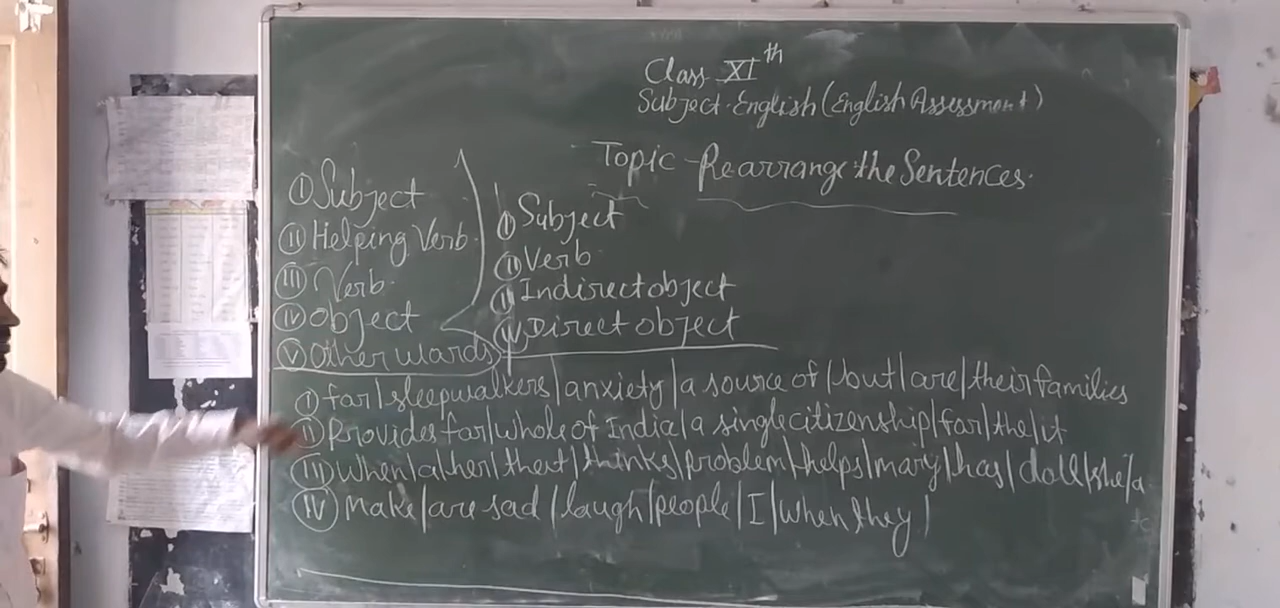 Class XIth
Subject-English (English Assessment)
Topic - Rearrange the Sentences.
I Subject
II Helping Verb
III Verb
IV Object
V Other wards
I Subject
II Verb
III Indirect object
IV Direct object
I for/sleepwalkers/anxiety/a source of/but/are/their families
II Provides for/whole of India/a single citizenship/for/the/it
III When/a/her/that/thinks/problem/helps/mary/has/doll/she/a
IV Make/are sad/laugh/people/I/when they/